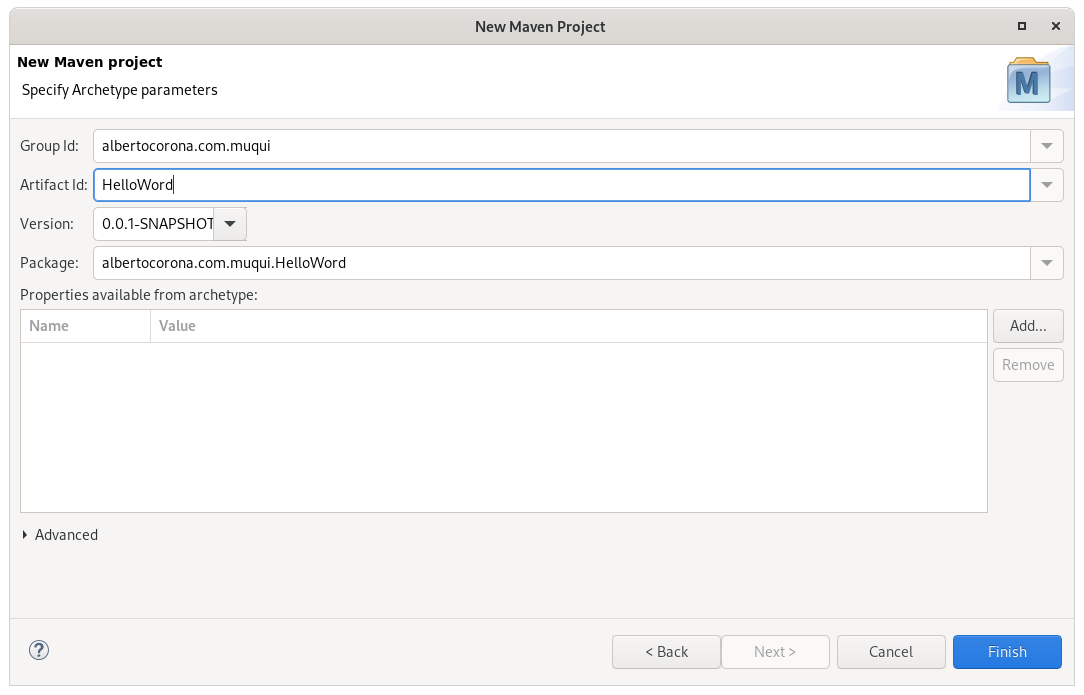 New Maven Project
New Maven project
Specify Archetype parameters
M
Group Id: albertocorona.com.muqui
Artifact Id: HelloWord
Version: 0.0.1-SNAPSHOT
Package: albertocorona.com.muqui.HelloWord
Properties available from archetype:
Name Value
Add...
Remove
Advanced
? < Back Next > Cancel Finish